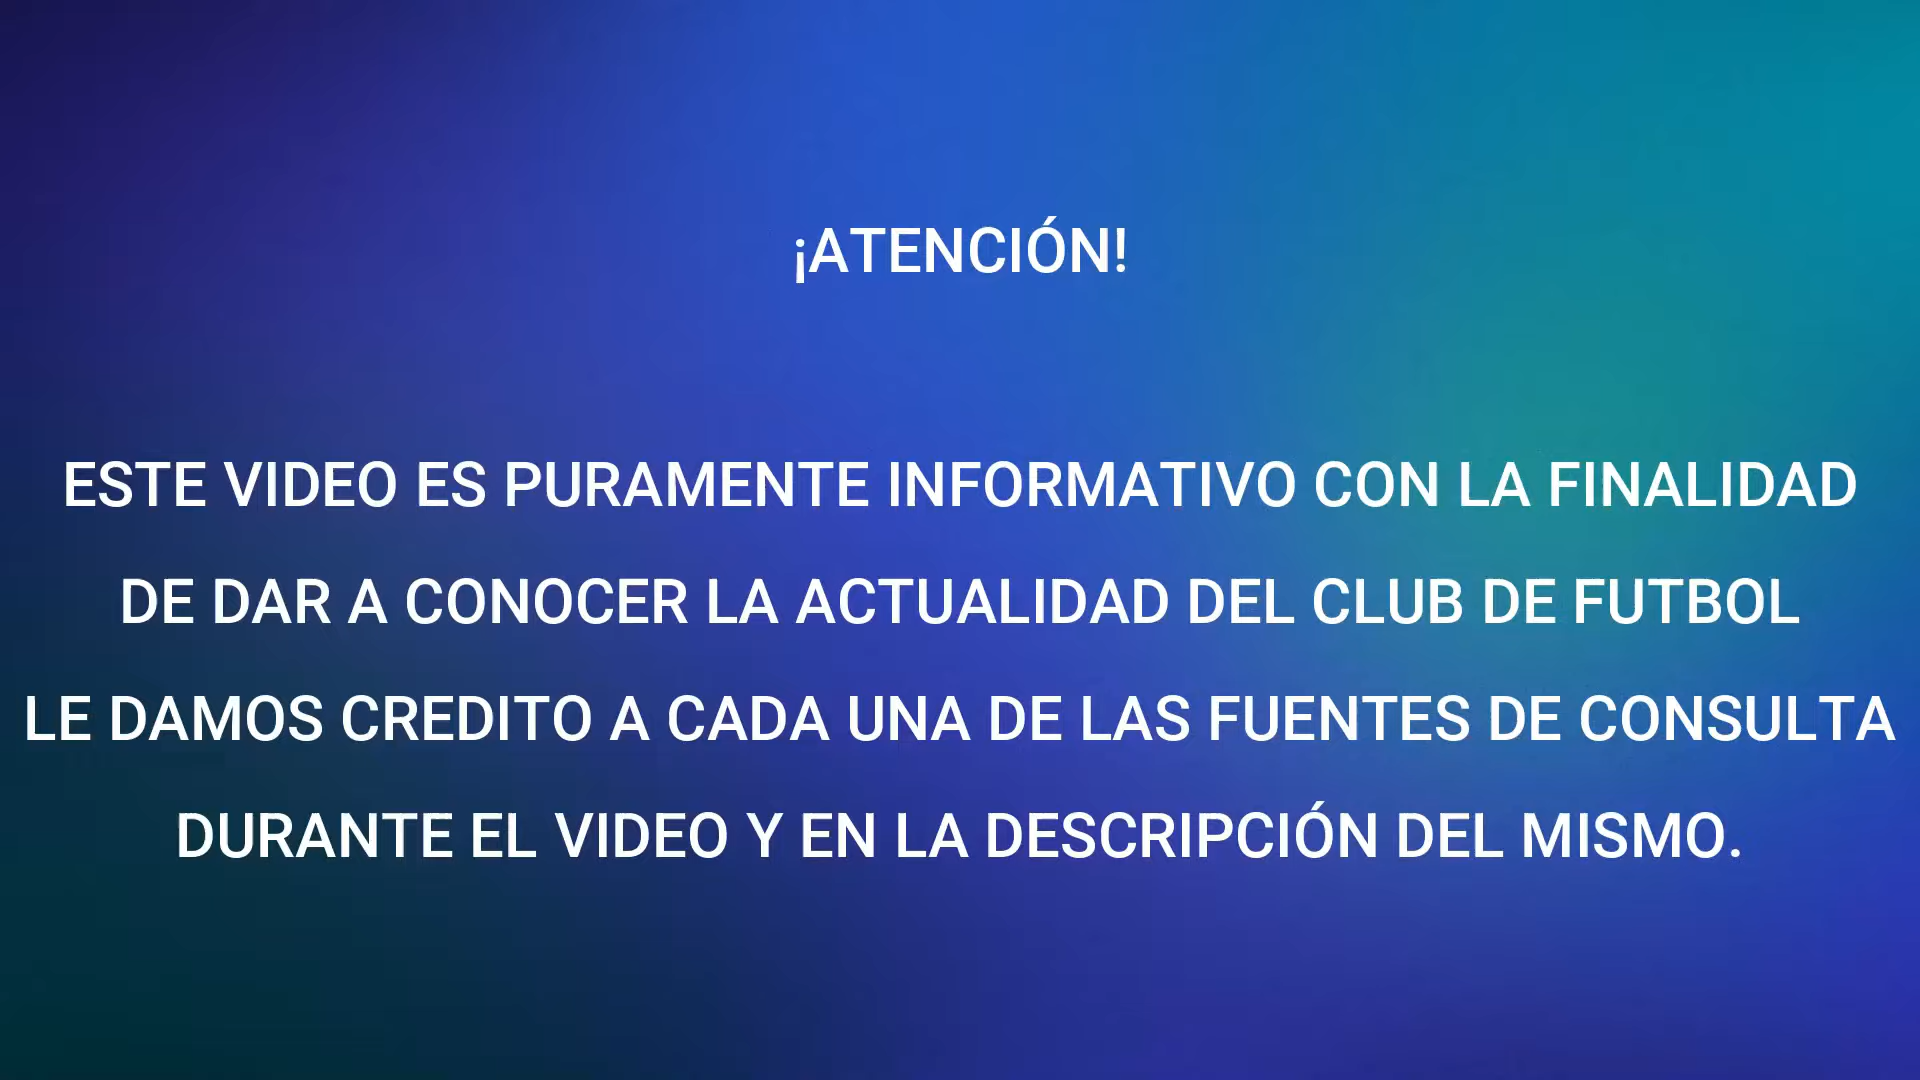 ¡ATENCIÓN!
ESTE VIDEO ES PURAMENTE INFORMATIVO CON LA FINALIDAD
DE DAR A CONOCER LA ACTUALIDAD DEL CLUB DE FUTBOL
LE DAMOS CREDITO A CADA UNA DE LAS FUENTES DE CONSULTA
DURANTE EL VIDEO Y EN LA DESCRIPCIÓN DEL MISMO.